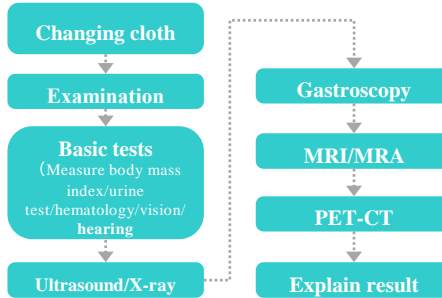 Changing cloth
Examination
Basic tests
（Measure body mass
index/urine
test/hematology/vision/
hearing
Ultrasound/X-ray
Gastroscopy
MRI/MRA
PET-CT
Explain result